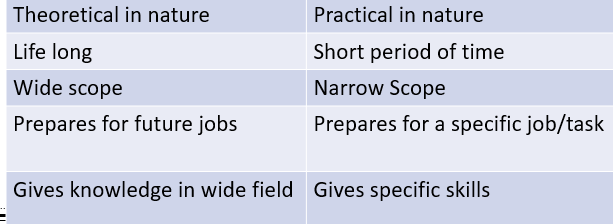 Theoretical in nature Practical in nature
Life long Short period of time
Wide scope Narrow Scope
Prepares for future jobs Prepares for a specific job/task
Gives knowledge in wide field Gives specific skills